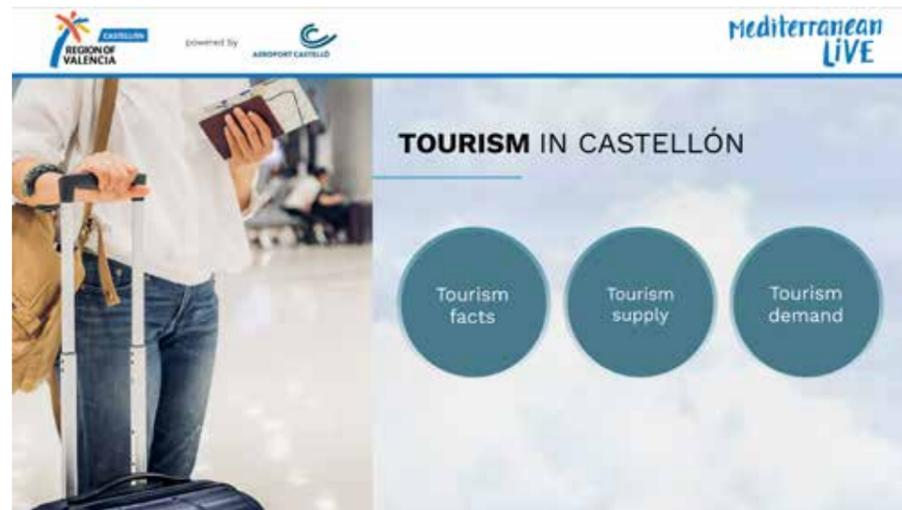 CASTELLÓN
REGION OF
VALENCIA
powered by
AEROPORT CASTELLÓ
Mediterranean
LiVE
TOURISM IN CASTELLÓN
Tourism
facts
Tourism
supply
Tourism
demand